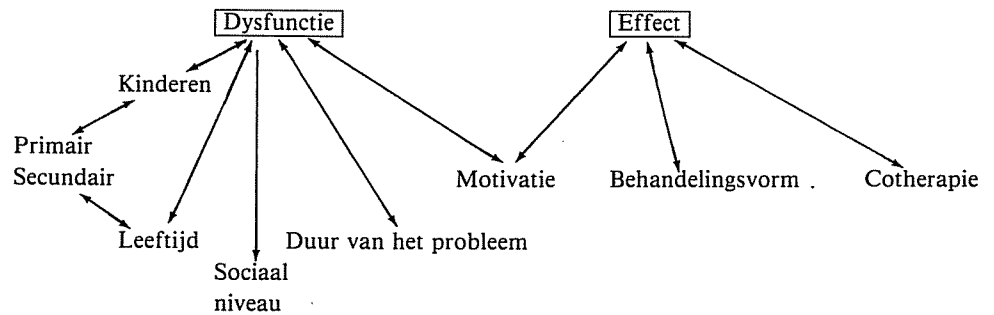 Dysfunctie
Effect
Kinderen
Primair
Secundair
Motivatie
Behandelingsvorm .
Cotherapie
Leeftijd
Duur van het probleem
Sociaal
niveau